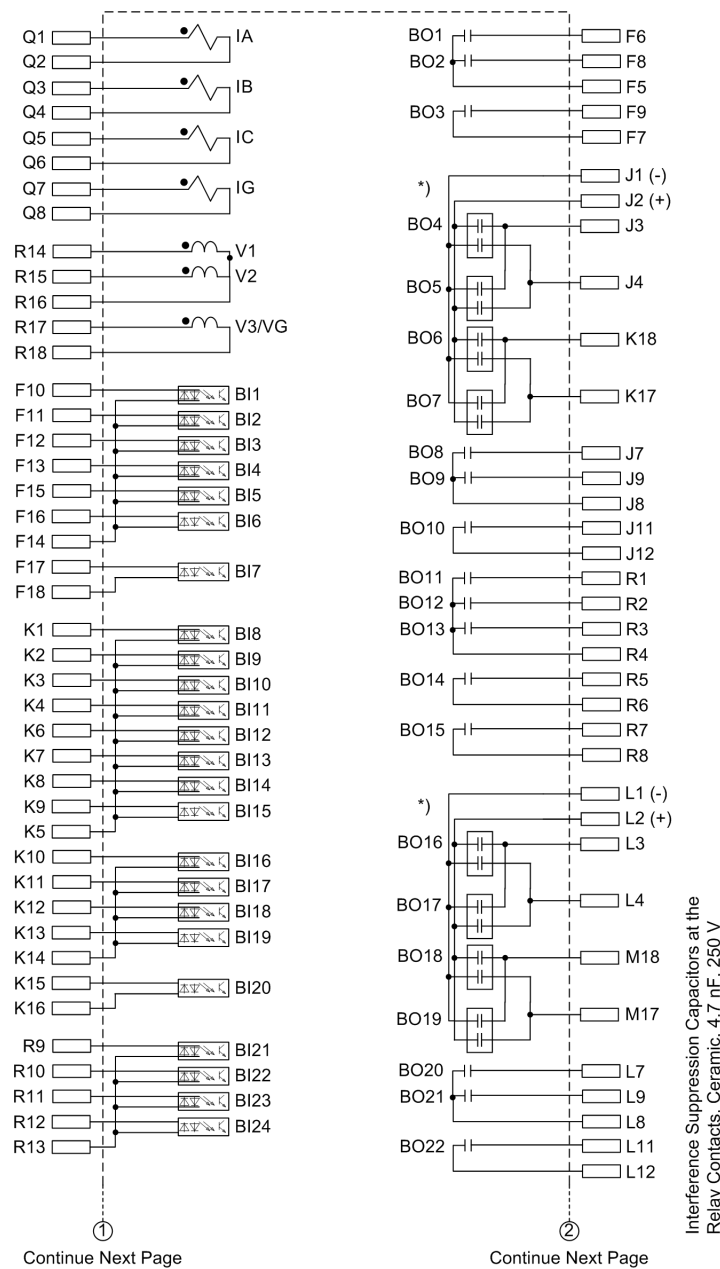 Q1 IA
Q2
Q3 IB
Q4
Q5 IC
Q6
Q7 IG
Q8
R14 V1
R15 V2
R16
R17 V3/VG
R18
F10 BI1
F11 BI2
F12 BI3
F13 BI4
F15 BI5
F16 BI6
F14
F17 BI7
F18
K1 BI8
K2 BI9
K3 BI10
K4 BI11
K6 BI12
K7 BI13
K8 BI14
K9 BI15
K5
K10 BI16
K11 BI17
K12 BI18
K13 BI19
K14
K15 BI20
K16
R9 BI21
R10 BI22
R11 BI23
R12 BI24
R13
1
Continue Next Page
BO1 F6
BO2 F8
F5
BO3 F9
F7
J1 (-)
*)
J2 (+)
BO4 J3
BO5 J4
BO6 K18
BO7 K17
BO8 J7
BO9 J9
J8
BO10 J11
J12
BO11 R1
BO12 R2
BO13 R3
R4
BO14 R5
R6
BO15 R7
R8
L1 (-)
*)
L2 (+)
BO16 L3
BO17 L4
BO18 M18
BO19 M17
BO20 L7
BO21 L9
L8
BO22 L11
L12
2
Continue Next Page
Interference Suppression Capacitors at the
Relay Contacts, Ceramic, 4.7 nF, 250 V